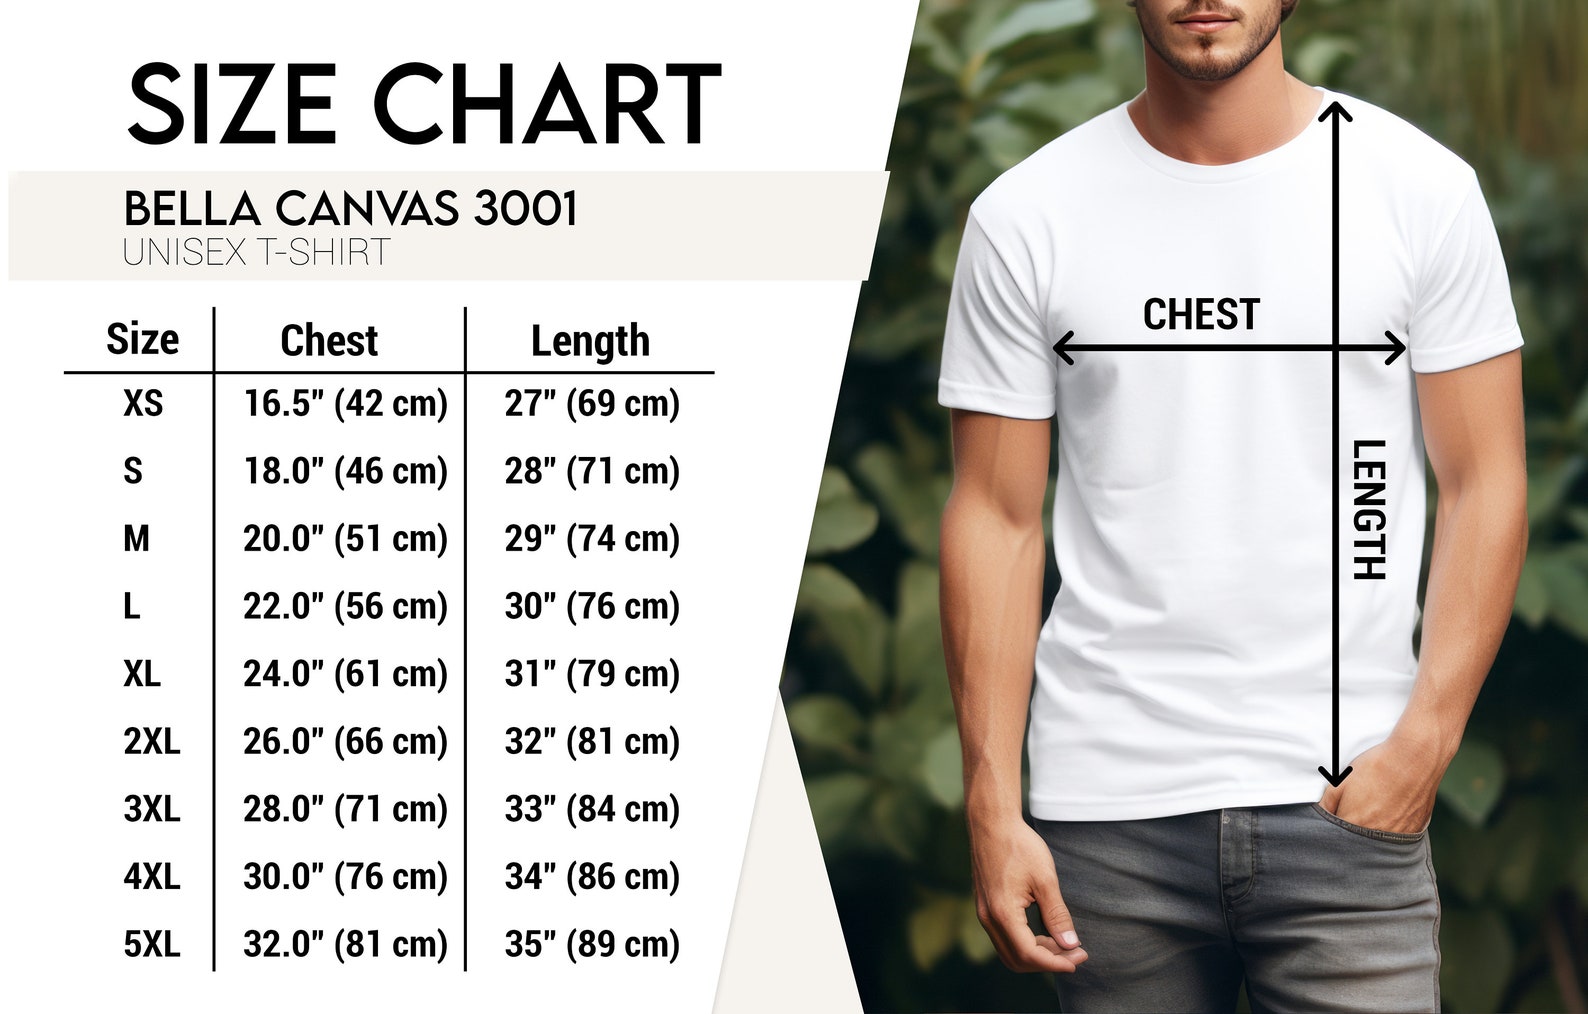 SIZE CHART
BELLA CANVAS 3001
UNISEX T-SHIRT
Size Chest Length
XS 16.5" (42 cm) 27" (69 cm)
S 18.0" (46 cm) 28" (71 cm)
M 20.0" (51 cm) 29" (74 cm)
L 22.0" (56 cm) 30" (76 cm)
XL 24.0" (61 cm) 31" (79 cm)
2XL 26.0" (66 cm) 32" (81 cm)
3XL 28.0" (71 cm) 33" (84 cm)
4XL 30.0" (76 cm) 34" (86 cm)
5XL 32.0" (81 cm) 35" (89 cm)
CHEST
LENGTH